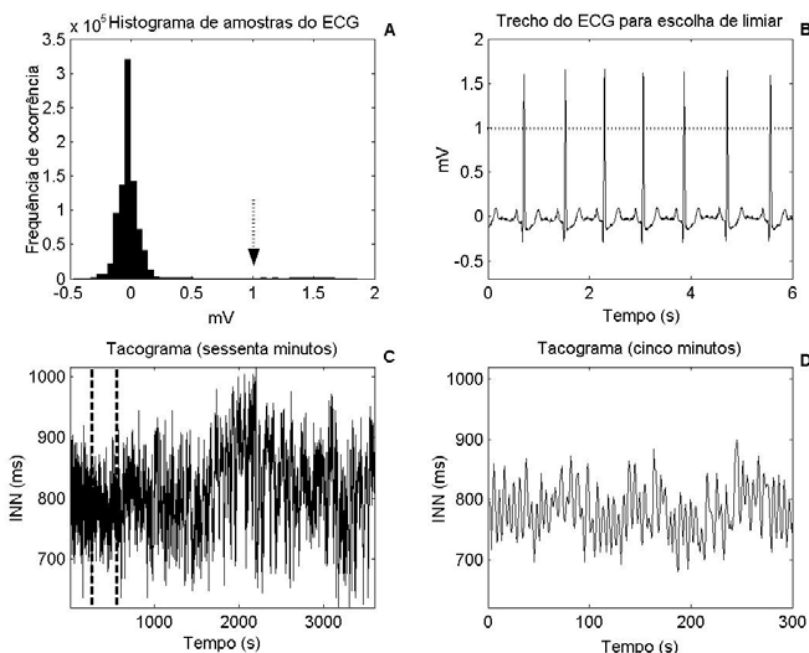 x 10⁵ Histograma de amostras do ECG
A
Frequência de ocorrência
3.5
3
2.5
2
1.5
1
0.5
0
-0.5 0 0.5 1 1.5 2
mV
Trecho do ECG para escolha de limiar
B
mV
2
1.5
1
0.5
0
-0.5
0 2 4 6
Tempo (s)
Tacograma (sessenta minutos)
C
INN (ms)
1000
900
800
700
1000 2000 3000
Tempo (s)
Tacograma (cinco minutos)
D
INN (ms)
1000
900
800
700
0 100 200 300
Tempo (s)